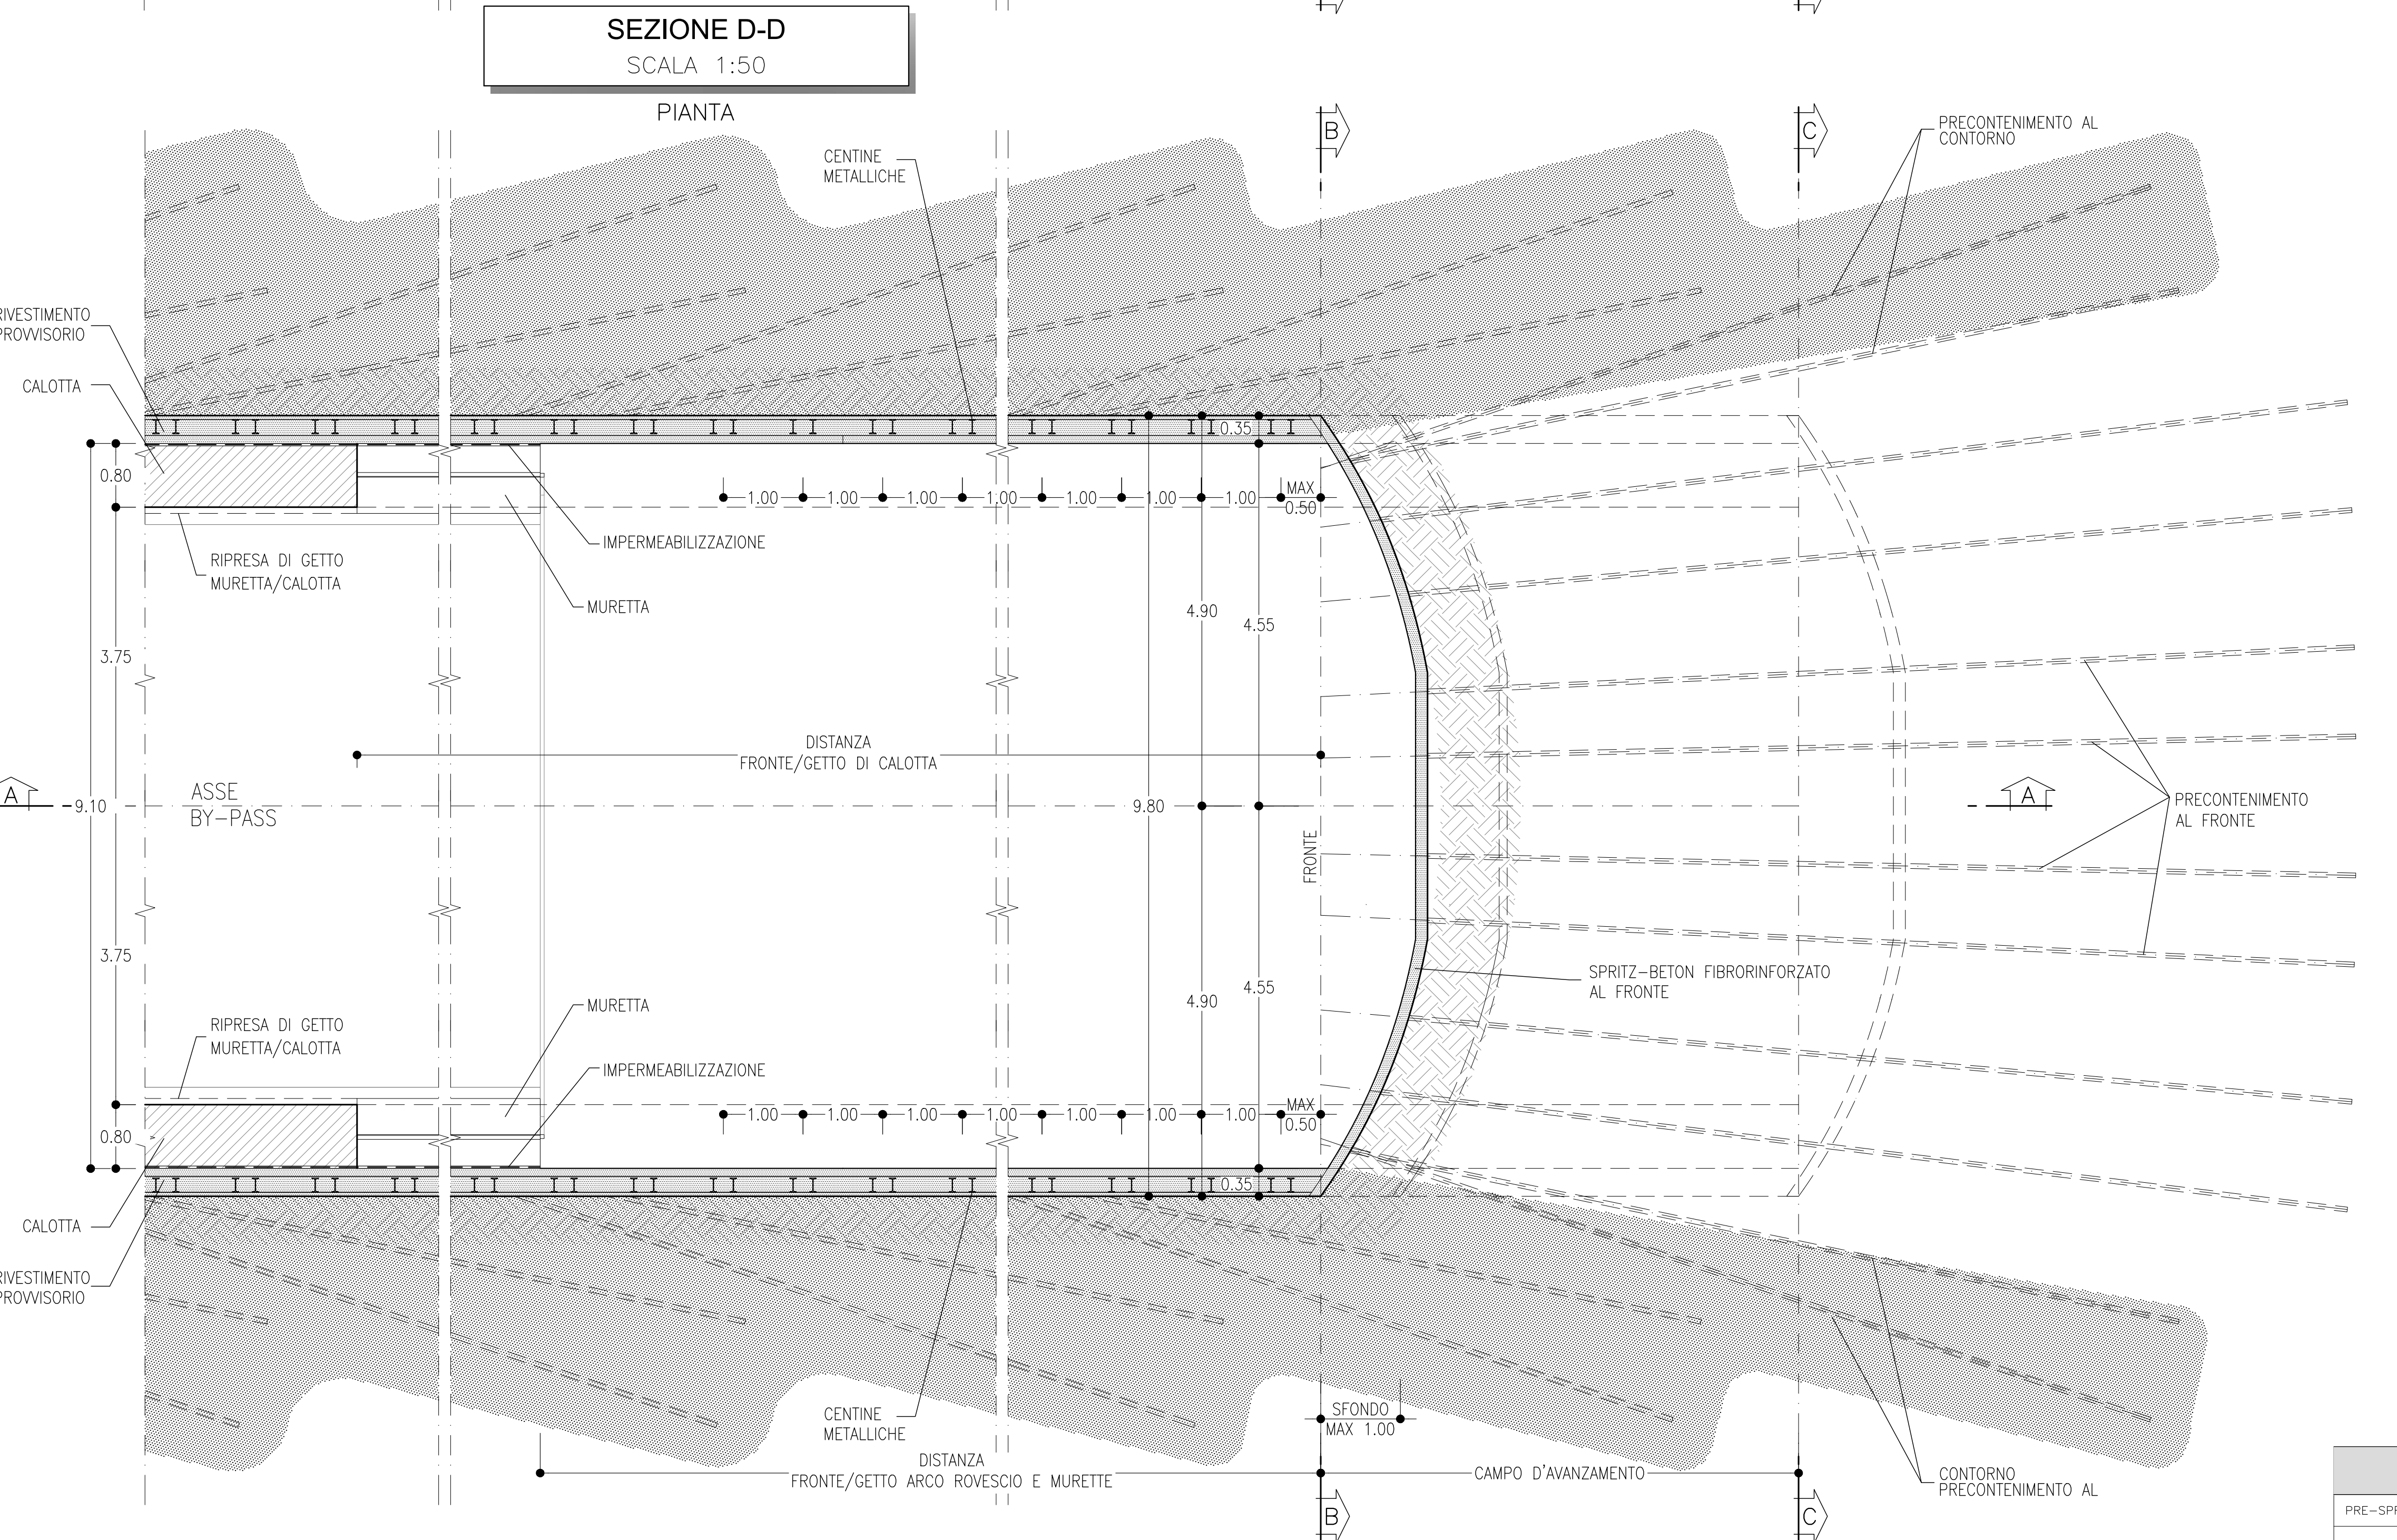 SEZIONE D-D
SCALA 1:50
PIANTA
B
C
PRECONTENIMENTO AL
CONTORNO
CENTINE
METALLICHE
RIVESTIMENTO
PROVVISORIO
CALOTTA
0.35
0.80
1.00 1.00 1.00 1.00 1.00 1.00 1.00 MAX
0.50
IMPERMEABILIZZAZIONE
RIPRESA DI GETTO
MURETTA/CALOTTA
MURETTA
4.90
4.55
3.75
DISTANZA
FRONTE/GETTO DI CALOTTA
A
9.10
ASSE
BY-PASS
9.80
FRONTE
A
PRECONTENIMENTO
AL FRONTE
3.75
SPRITZ-BETON FIBRORINFORZATO
AL FRONTE
4.90
4.55
MURETTA
RIPRESA DI GETTO
MURETTA/CALOTTA
IMPERMEABILIZZAZIONE
1.00 1.00 1.00 1.00 1.00 1.00 1.00 MAX
0.50
0.80
0.35
CALOTTA
RIVESTIMENTO
PROVVISORIO
CENTINE
METALLICHE
SFONDO
MAX 1.00
DISTANZA
FRONTE/GETTO ARCO ROVESCIO E MURETTE
CAMPO D'AVANZAMENTO
CONTORNO
PRECONTENIMENTO AL
B
C